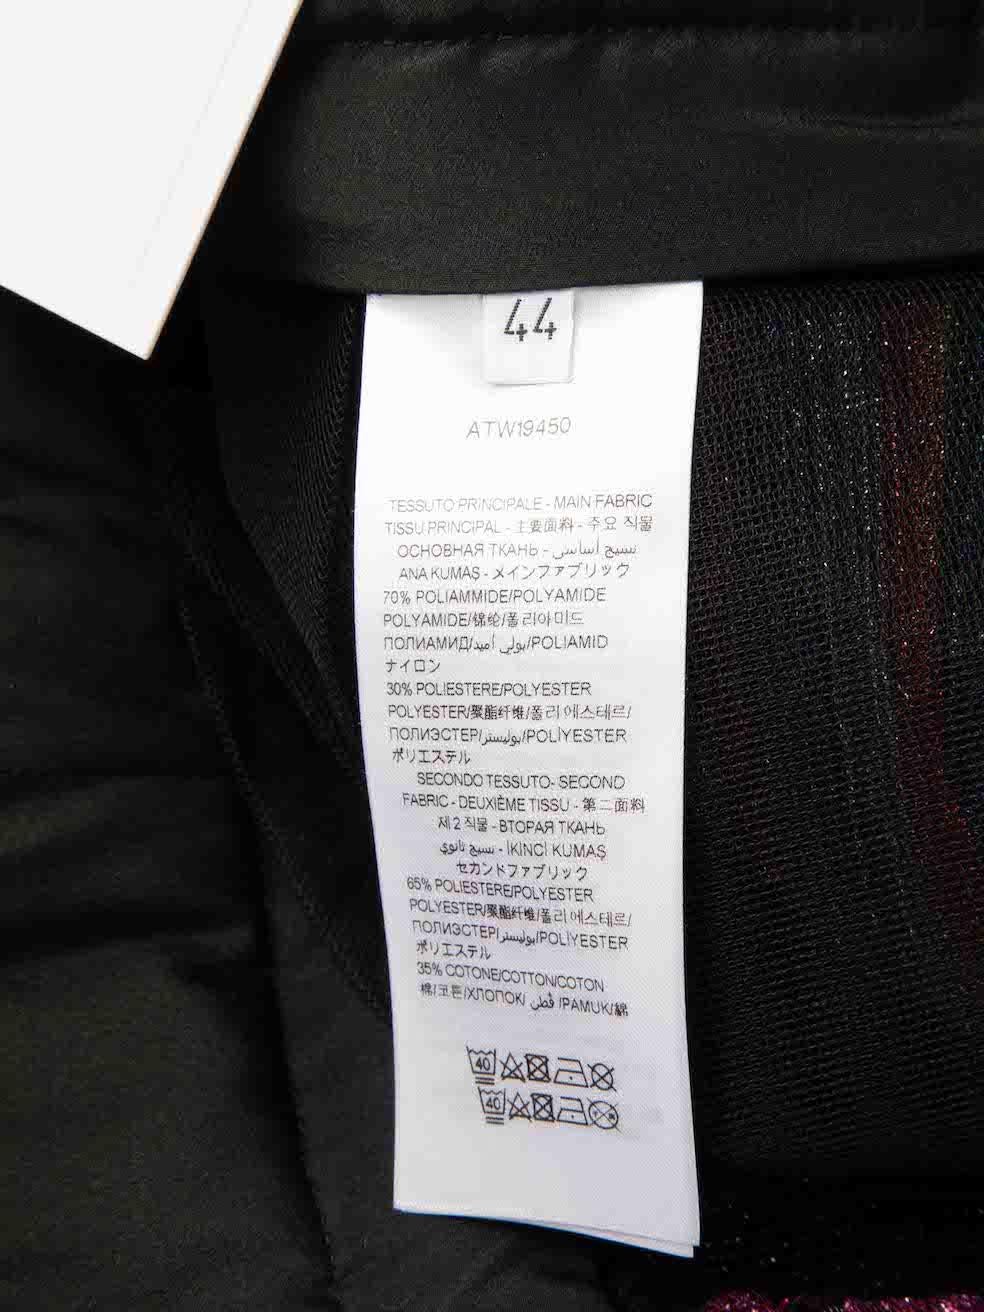 44
ATW19450
TESSUTO PRINCIPALE - MAIN FABRIC
TISSU PRINCIPAL - 主要面料 - 주요 직물
ОСНОВНАЯ ТКАНЬ - نسيج أساسي
ANA KUMAŞ - メインファブリック
70% POLIAMMIDE/POLYAMIDE
POLYAMIDE/锦纶/폴리아미드
ПОЛИАМИД/بولي أميد/POLIAMID
ナイロン
30% POLIESTERE/POLYESTER
POLYESTER/聚酯纤维/폴리에스테르/
ПОЛИЭСТЕР/بوليستر/POLİYESTER
ポリエステル
SECONDO TESSUTO- SECOND
FABRIC - DEUXIÈME TISSU - 第二面料
제2직물 - ВТОРАЯ ТКАНЬ
نسيج ثانوي - İKINCİ KUMAŞ
セカンドファブリック
65% POLIESTERE/POLYESTER
POLYESTER/聚酯纤维/폴리에스테르/
ПОЛИЭСТЕР/بوليستر/POLİYESTER
ポリエステル
35% COTONE/COTTON/COTON
棉/코튼/ХЛОПОК/ قطن /PAMUK/綿
40
40